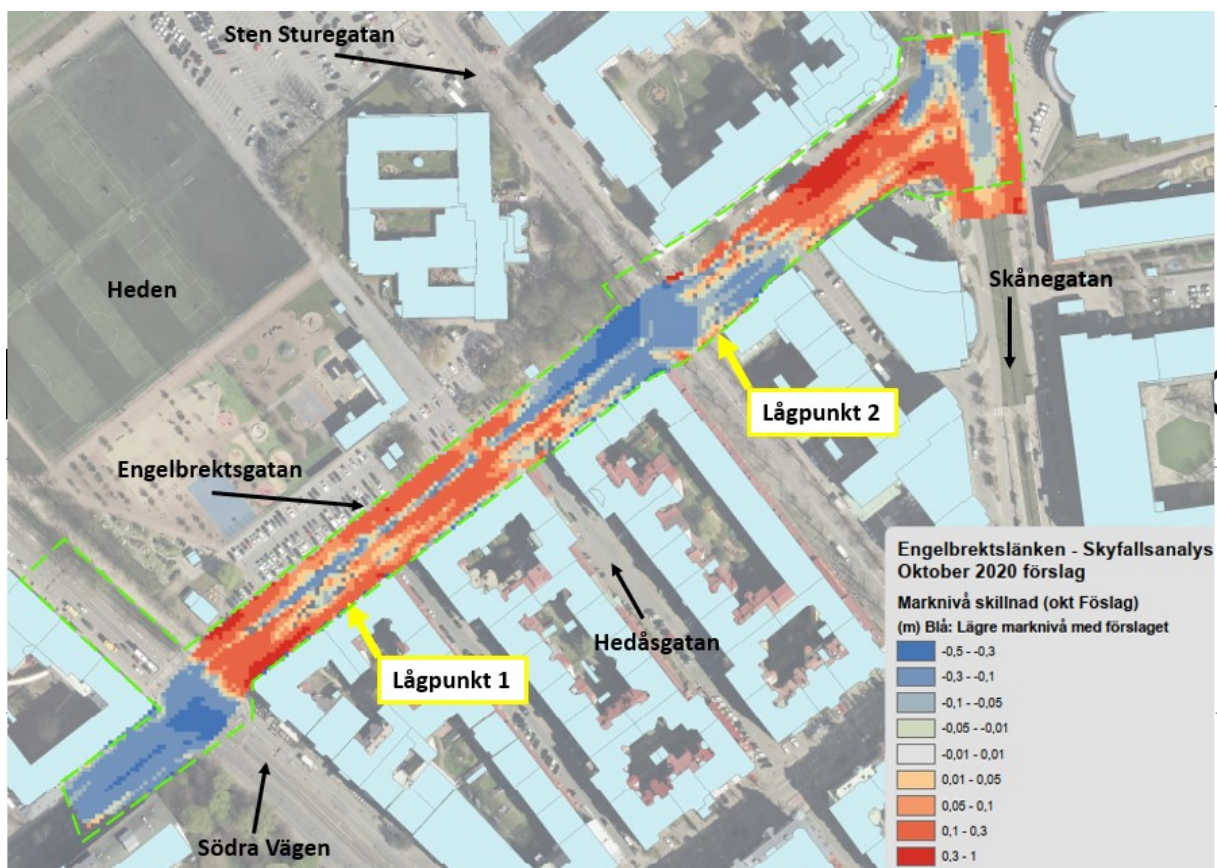 Sten Sturegatan
Heden
Skånegatan
Lågpunkt 2
Engelbrektsgatan
Hedåsgatan
Lågpunkt 1
Södra Vägen
Engelbrektslänken - Skyfallsanalys
Oktober 2020 förslag
Marknivå skillnad (okt Föslag)
(m) Blå: Lägre marknivå med förslaget
-0,5 - -0,3
-0,3 - -0,1
-0,1 - -0,05
-0,05 - -0,01
-0,01 - 0,01
0,01 - 0,05
0,05 - 0,1
0,1 - 0,3
0,3 - 1